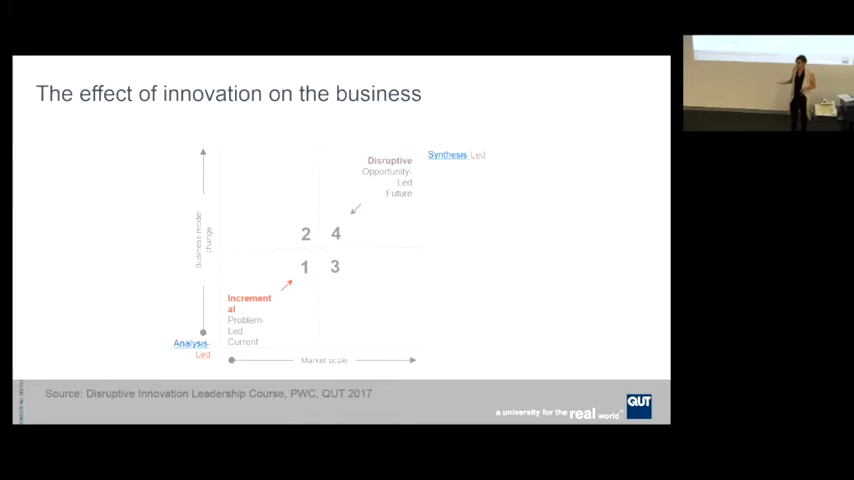 The effect of innovation on the business
Disruptive
Opportunity-
Led
Future
Synthesis Led
Business model
change
2
4
1
3
Increment
al
Problem-
Led
Current
Analysis-
Led
Market scale
Source: Disruptive Innovation Leadership Course, PWC, QUT 2017
a university for the real world
QUT